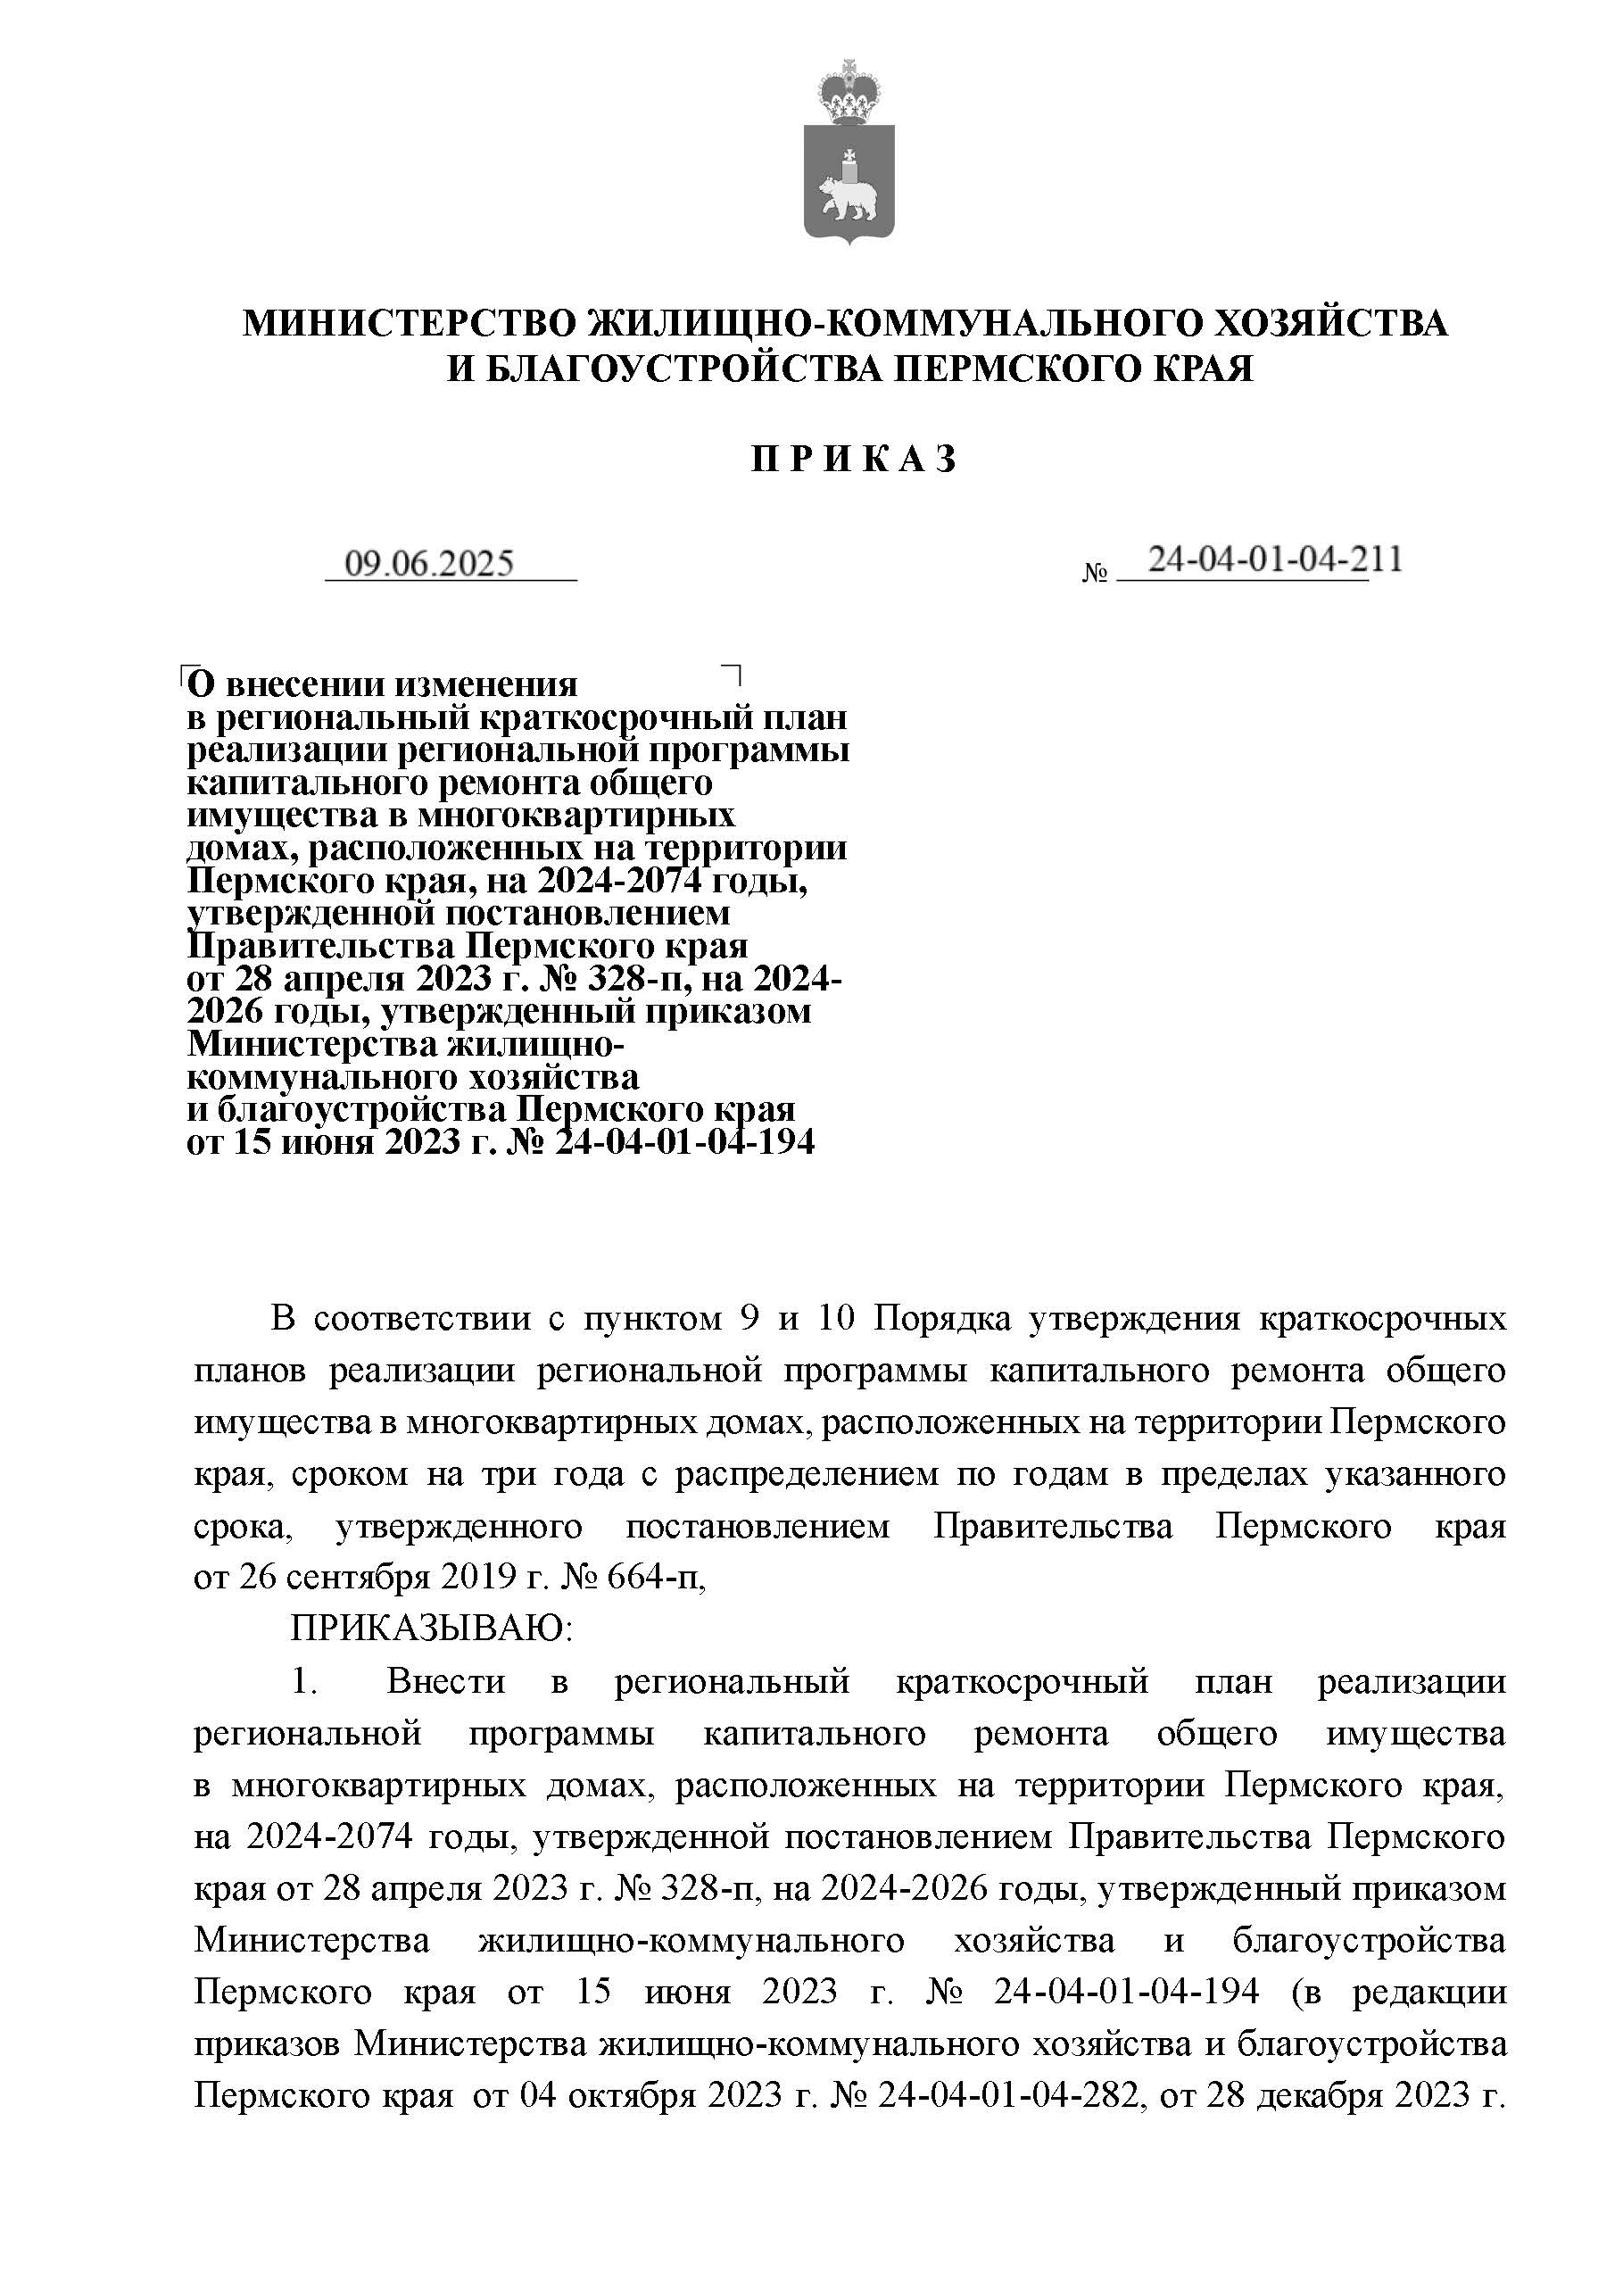 МИНИСТЕРСТВО ЖИЛИЩНО-КОММУНАЛЬНОГО ХОЗЯЙСТВА
И БЛАГОУСТРОЙСТВА ПЕРМСКОГО КРАЯ
П Р И К А З
09.06.2025
№ 24-04-01-04-211
О внесении изменения
в региональный краткосрочный план
реализации региональной программы
капитального ремонта общего
имущества в многоквартирных
домах, расположенных на территории
Пермского края, на 2024-2074 годы,
утвержденной постановлением
Правительства Пермского края
от 28 апреля 2023 г. № 328-п, на 2024-
2026 годы, утвержденный приказом
Министерства жилищно-
коммунального хозяйства
и благоустройства Пермского края
от 15 июня 2023 г. № 24-04-01-04-194
В соответствии с пунктом 9 и 10 Порядка утверждения краткосрочных
планов реализации региональной программы капитального ремонта общего
имущества в многоквартирных домах, расположенных на территории Пермского
края, сроком на три года с распределением по годам в пределах указанного
срока, утвержденного постановлением Правительства Пермского края
от 26 сентября 2019 г. № 664-п,
ПРИКАЗЫВАЮ:
1. Внести в региональный краткосрочный план реализации
региональной программы капитального ремонта общего имущества
в многоквартирных домах, расположенных на территории Пермского края,
на 2024-2074 годы, утвержденной постановлением Правительства Пермского
края от 28 апреля 2023 г. № 328-п, на 2024-2026 годы, утвержденный приказом
Министерства жилищно-коммунального хозяйства и благоустройства
Пермского края от 15 июня 2023 г. № 24-04-01-04-194 (в редакции
приказов Министерства жилищно-коммунального хозяйства и благоустройства
Пермского края от 04 октября 2023 г. № 24-04-01-04-282, от 28 декабря 2023 г.